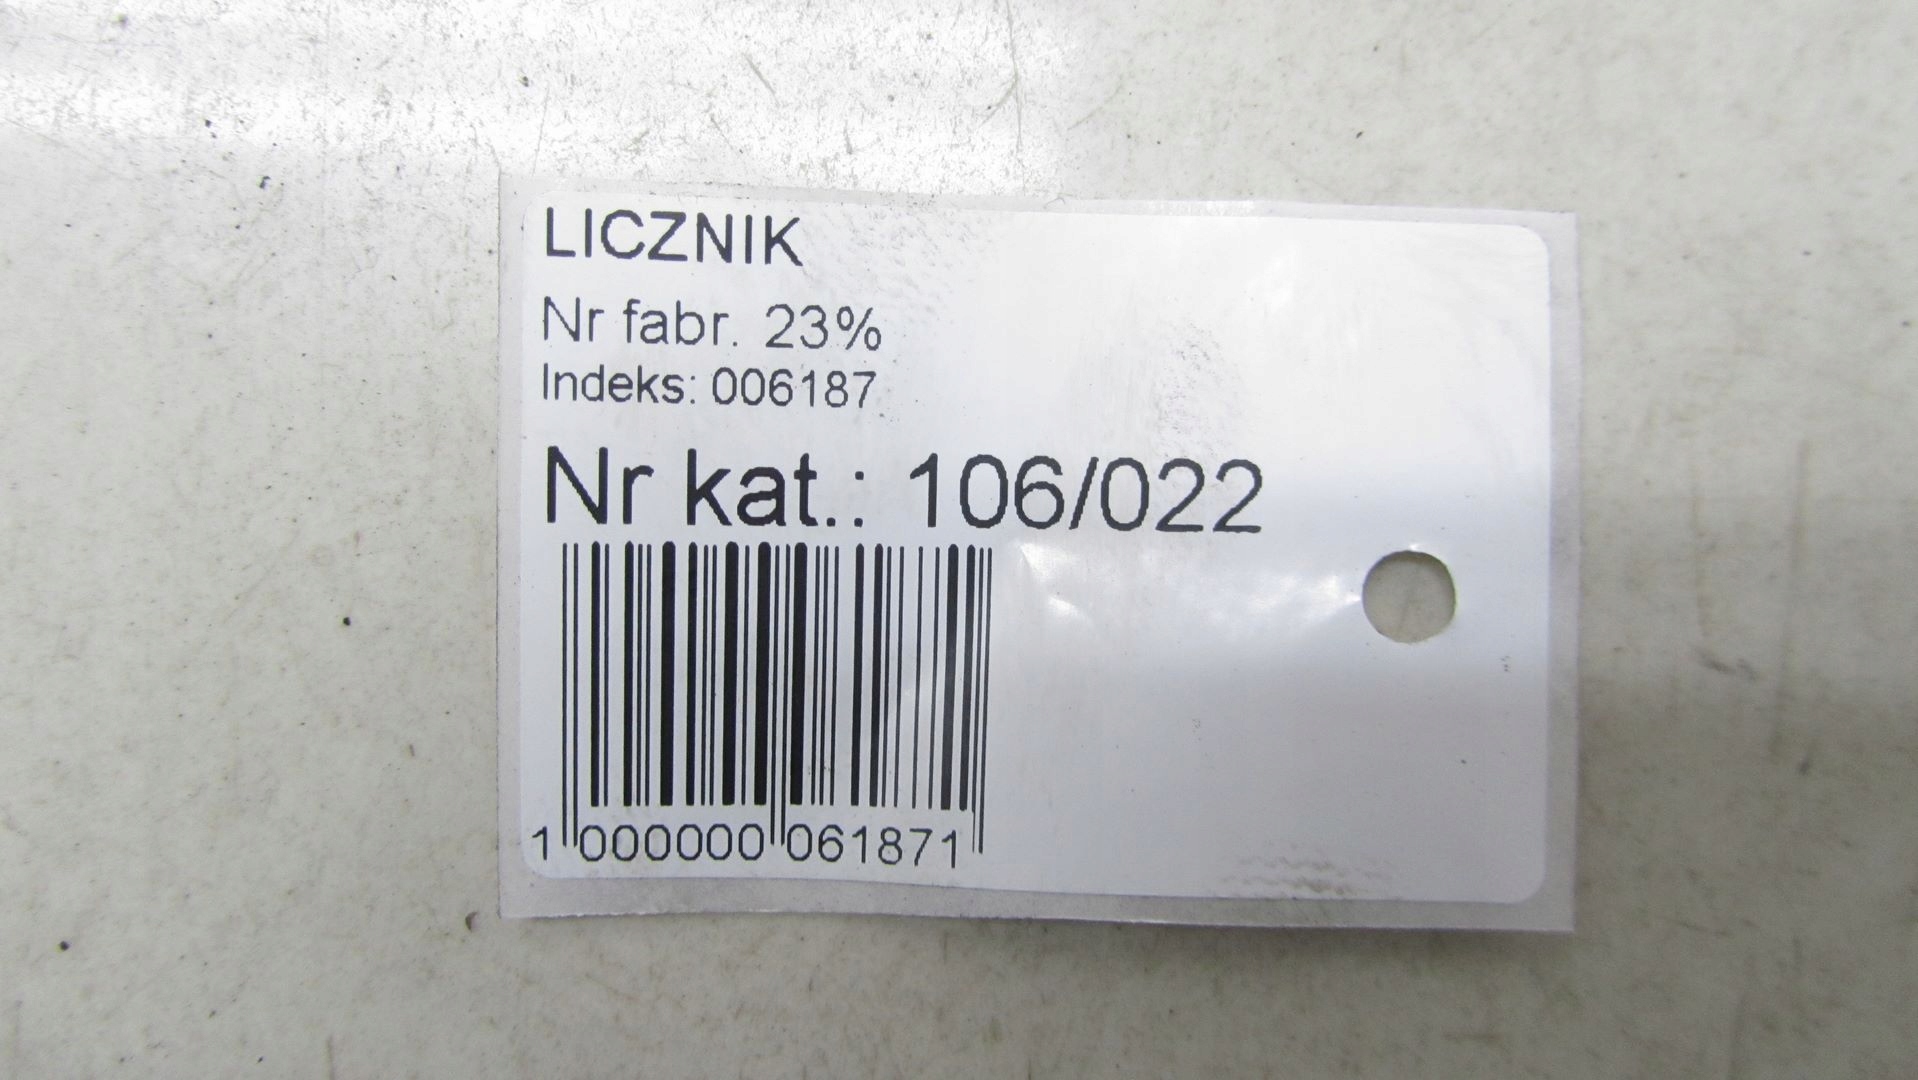 LICZNIK
Nr fabr. 23%
Indeks: 006187
Nr kat.: 106/022
1 000000 061871